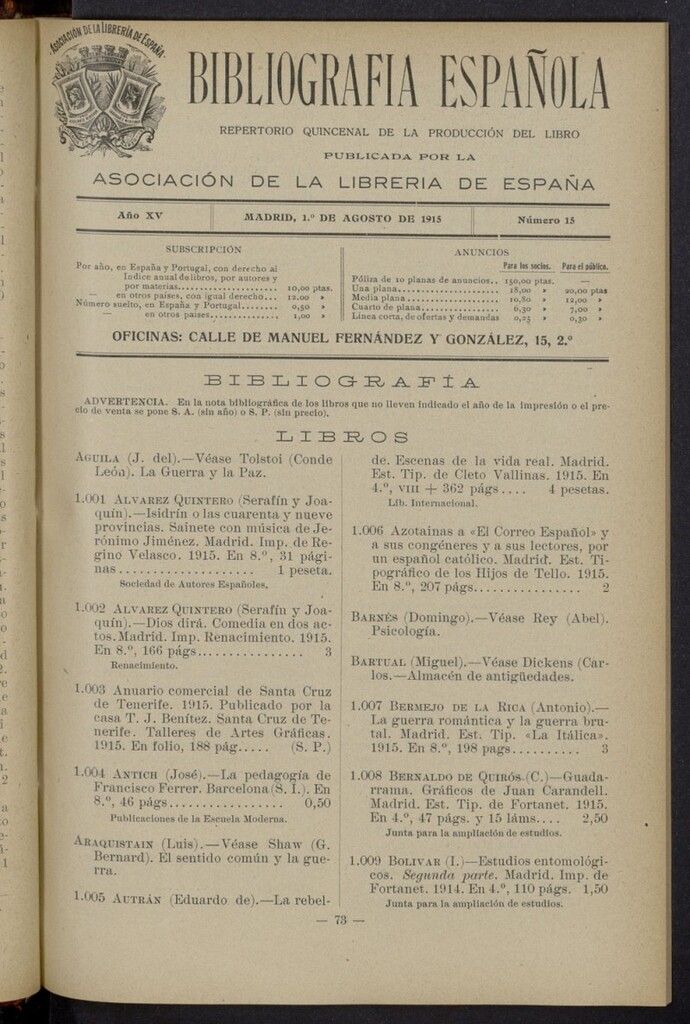 ASOCIACIÓN DE LA LIBRERÍA DE ESPAÑA
BIBLIOGRAFIA ESPAÑOLA
REPERTORIO QUINCENAL DE LA PRODUCCIÓN DEL LIBRO
PUBLICADA POR LA
ASOCIACIÓN DE LA LIBRERIA DE ESPAÑA
Año XV
MADRID, 1.º DE AGOSTO DE 1915
Número 15
SUBSCRIPCIÓN
Por año, en España y Portugal, con derecho al
Indice anual de libros, por autores y
por materias.................... 10,00 ptas.
— en otros países, con igual derecho... 12.00 »
Número suelto, en España y Portugal........ 0,50 »
— en otros países............. 1,00 »
ANUNCIOS
Para los socios. Para el público.
Póliza de 10 planas de anuncios.. 150,00 ptas. —
Una plana........................ 18,00 » 20,00 ptas
Media plana...................... 10,80 » 12,00 »
Cuarto de plana.................. 6,30 » 7,00 »
Línea corta, de ofertas y demandas 0,25 » 0,30 »
OFICINAS: CALLE DE MANUEL FERNÁNDEZ Y GONZÁLEZ, 15, 2.º
BIBLIOGRAFÍA
ADVERTENCIA. En la nota bibliográfica de los libros que no lleven indicado el año de la impresión o el pre-
cio de venta se pone S. A. (sin año) o S. P. (sin precio).
LIBROS
AGUILA (J. del).—Véase Tolstoi (Conde
León). La Guerra y la Paz.
1.001 ALVAREZ QUINTERO (Serafín y Joa-
quín).—Isidrín o las cuarenta y nueve
provincias. Sainete con música de Je-
rónimo Jiménez. Madrid. Imp. de Re-
gino Velasco. 1915. En 8.º, 31 pági-
nas................... 1 peseta.
Sociedad de Autores Españoles.
1.002 ALVAREZ QUINTERO (Serafín y Joa-
quín).—Dios dirá. Comedia en dos ac-
tos. Madrid. Imp. Renacimiento. 1915.
En 8.º, 166 págs................ 3
Renacimiento.
1.003 Anuario comercial de Santa Cruz
de Tenerife. 1915. Publicado por la
casa T. J. Benítez. Santa Cruz de Te-
nerife. Talleres de Artes Gráficas.
1915. En folio, 188 pág..... (S. P.)
1.004 ANTICH (José).—La pedagogía de
Francisco Ferrer. Barcelona (S. I.). En
8.º, 46 págs................. 0,50
Publicaciones de la Escuela Moderna.
ARAQUISTAIN (Luis).—Véase Shaw (G.
Bernard). El sentido común y la gue-
rra.
1.005 AUTRÁN (Eduardo de).—La rebel-
de. Escenas de la vida real. Madrid.
Est. Tip. de Cleto Vallinas. 1915. En
4.º, VIII + 362 págs.... 4 pesetas.
Lib. Internacional.
1.006 Azotainas a «El Correo Español» y
a sus congéneres y a sus lectores, por
un español católico. Madrid. Est. Ti-
pográfico de los Hijos de Tello. 1915.
En 8.º, 207 págs................ 2
BARNÉS (Domingo).—Véase Rey (Abel).
Psicología.
BARTUAL (Miguel).—Véase Dickens (Car-
los.—Almacén de antigüedades.
1.007 BERMEJO DE LA RICA (Antonio).—
La guerra romántica y la guerra bru-
tal. Madrid. Est. Tip. «La Itálica».
1915. En 8.º, 198 pags.......... 3
1.008 BERNALDO DE QUIRÓS (C.)—Guada-
rrama. Gráficos de Juan Carandell.
Madrid. Est. Tip. de Fortanet. 1915.
En 4.º, 47 págs. y 15 láms.... 2,50
Junta para la ampliación de estudios.
1.009 BOLIVAR (I.)—Estudios entomológi-
cos. Segunda parte. Madrid. Imp. de
Fortanet. 1914. En 4.º, 110 págs. 1,50
Junta para la ampliación de estudios.
— 73 —